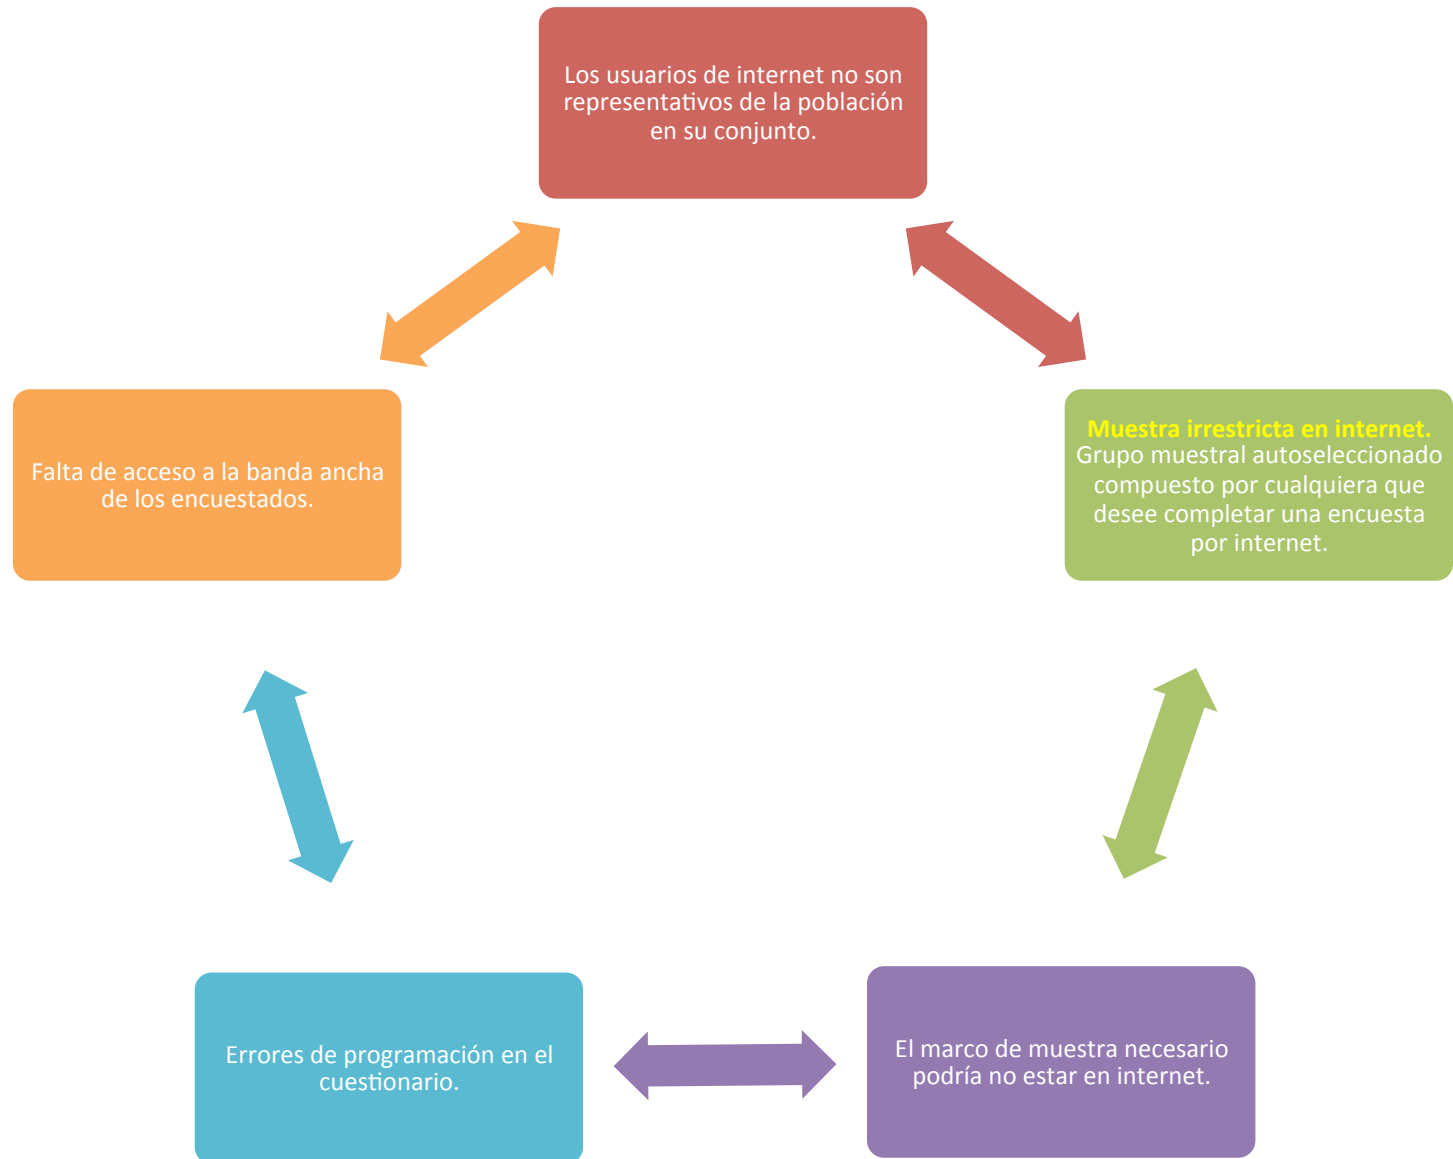 Los usuarios de internet no son
representativos de la población
en su conjunto.
Falta de acceso a la banda ancha
de los encuestados.
Muestra irrestricta en internet.
Grupo muestral autoseleccionado
compuesto por cualquiera que
desee completar una encuesta
por internet.
Errores de programación en el
cuestionario.
El marco de muestra necesario
podría no estar en internet.